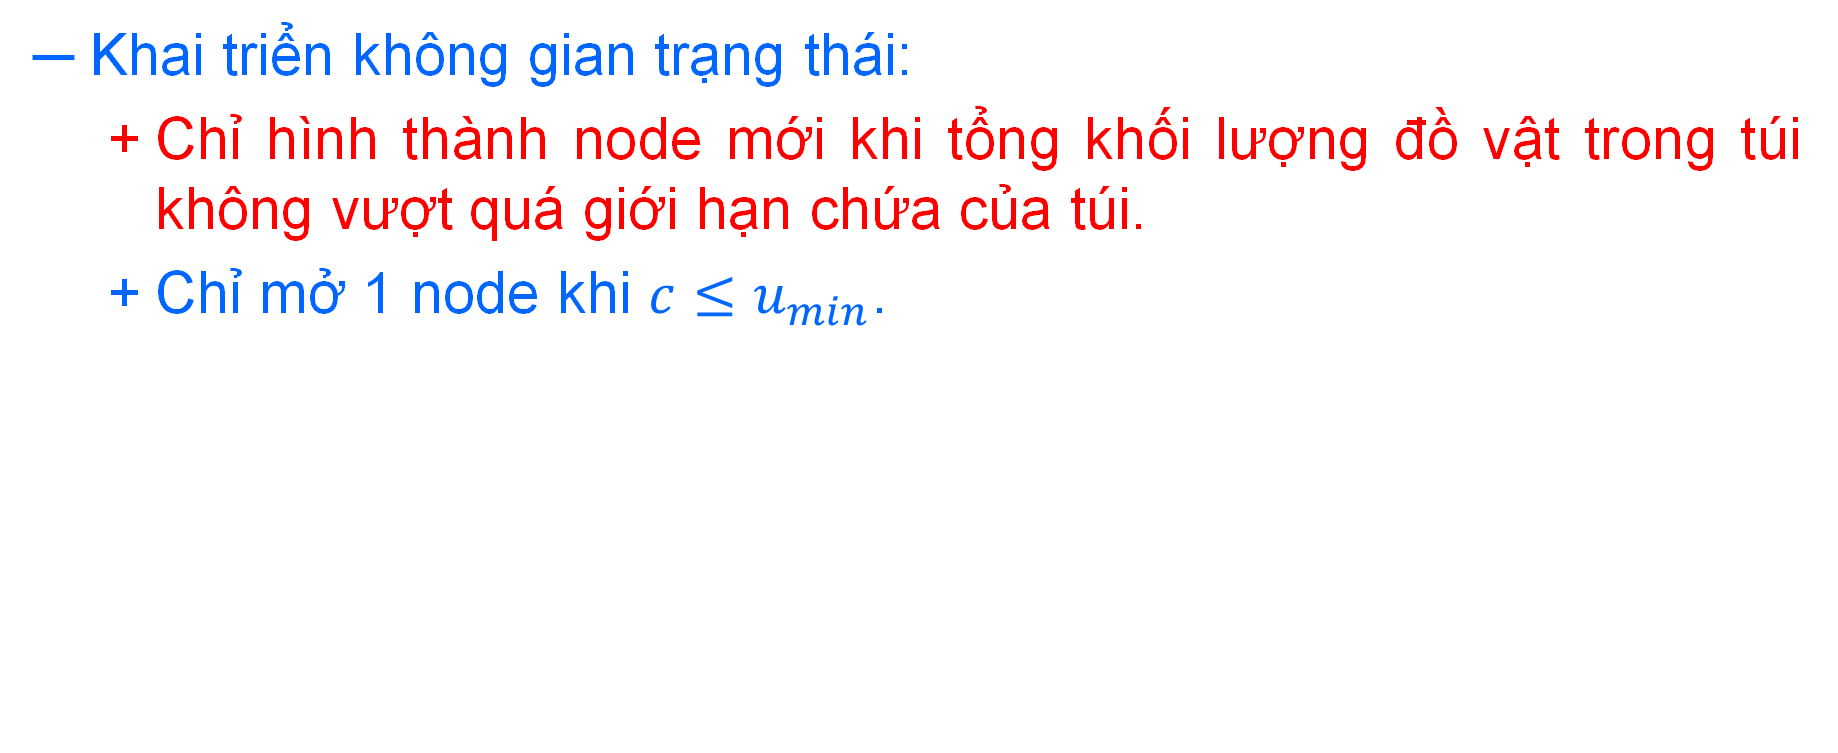 — Khai triển không gian trạng thái:
+ Chỉ hình thành node mới khi tổng khối lượng đồ vật trong túi
không vượt quá giới hạn chứa của túi.
+ Chỉ mở 1 node khi 𝑐 ≤ 𝑢𝑚𝑖𝑛.